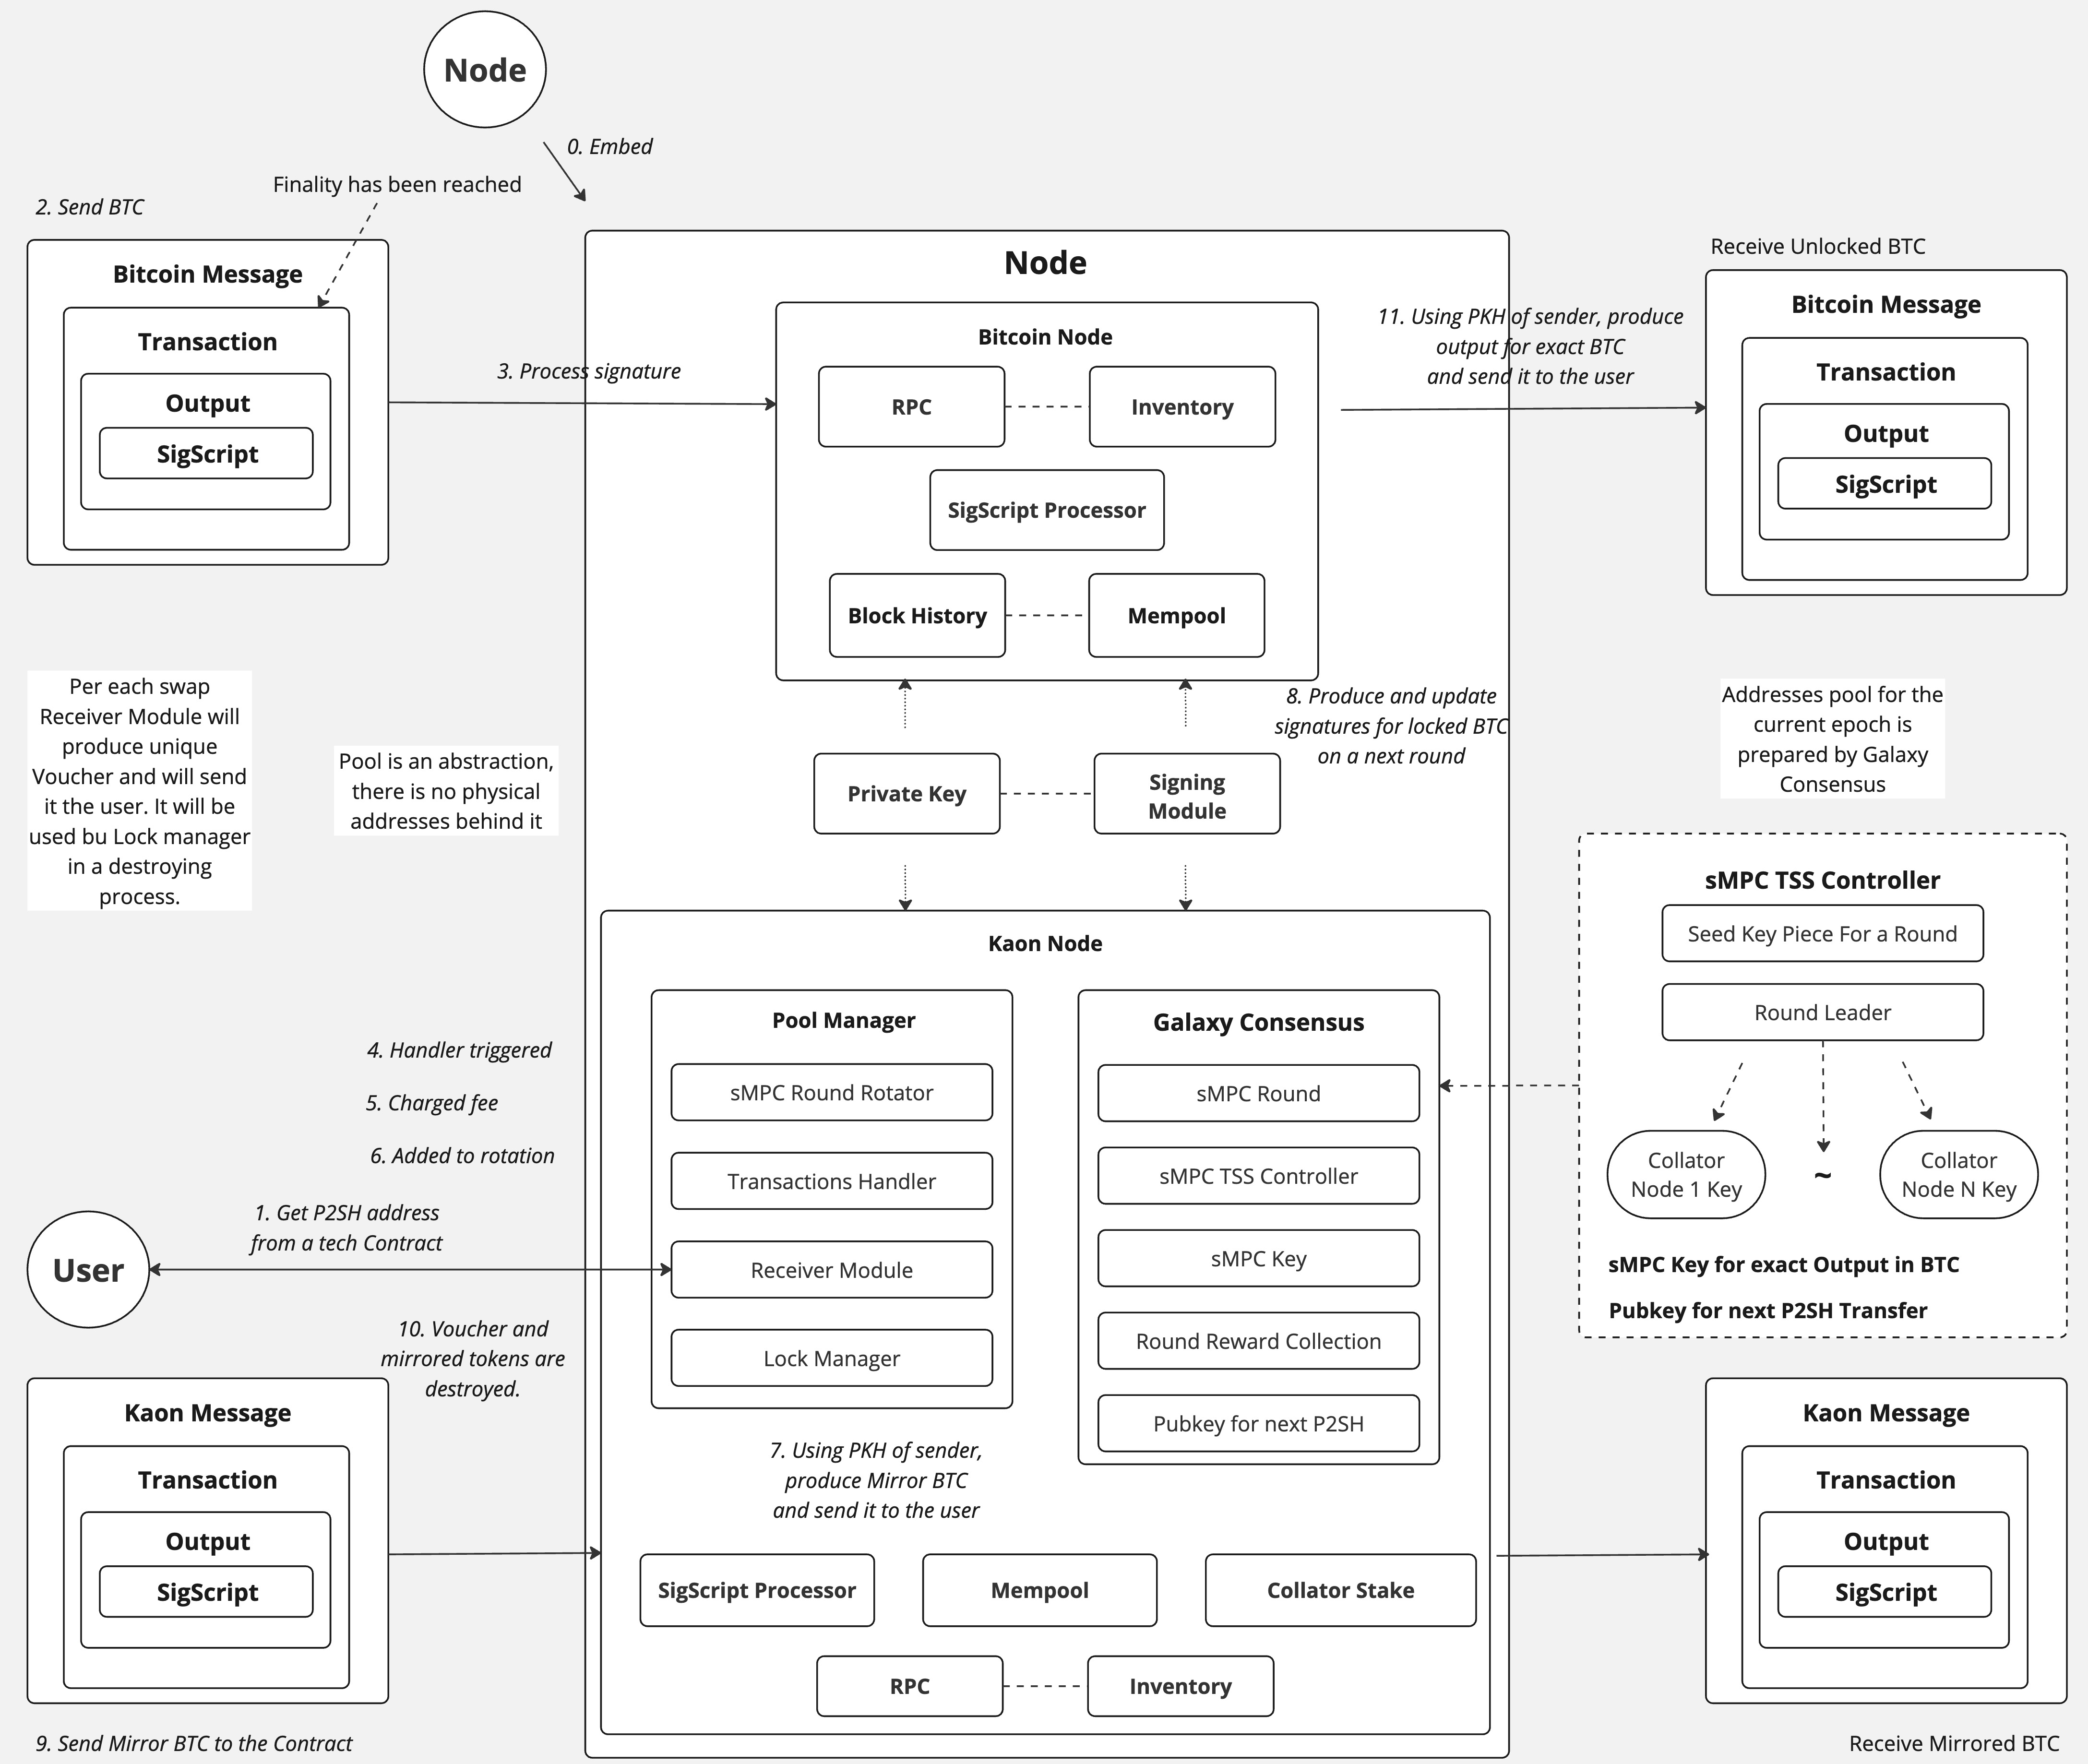 Node
0. Embed
Finality has been reached
2. Send BTC
Bitcoin Message
Transaction
Output
SigScript
3. Process signature
Node
Bitcoin Node
RPC
Inventory
SigScript Processor
Block History
Mempool
11. Using PKH of sender, produce
output for exact BTC
and send it to the user
Receive Unlocked BTC
Bitcoin Message
Transaction
Output
SigScript
Per each swap
Receiver Module will
produce unique
Voucher and will send
it the user. It will be
used bu Lock manager
in a destroying
process.
Pool is an abstraction,
there is no physical
addresses behind it
8. Produce and update
signatures for locked BTC
on a next round
Private Key
Signing
Module
Addresses pool for the
current epoch is
prepared by Galaxy
Consensus
Kaon Node
Pool Manager
sMPC Round Rotator
Transactions Handler
Receiver Module
Lock Manager
Galaxy Consensus
sMPC Round
sMPC TSS Controller
sMPC Key
Round Reward Collection
Pubkey for next P2SH
sMPC TSS Controller
Seed Key Piece For a Round
Round Leader
Collator
Node 1 Key
~
Collator
Node N Key
sMPC Key for exact Output in BTC
Pubkey for next P2SH Transfer
4. Handler triggered
5. Charged fee
6. Added to rotation
1. Get P2SH address
from a tech Contract
User
10. Voucher and
mirrored tokens are
destroyed.
Kaon Message
Transaction
Output
SigScript
9. Send Mirror BTC to the Contract
7. Using PKH of sender,
produce Mirror BTC
and send it to the user
SigScript Processor
Mempool
Collator Stake
RPC
Inventory
Kaon Message
Transaction
Output
SigScript
Receive Mirrored BTC